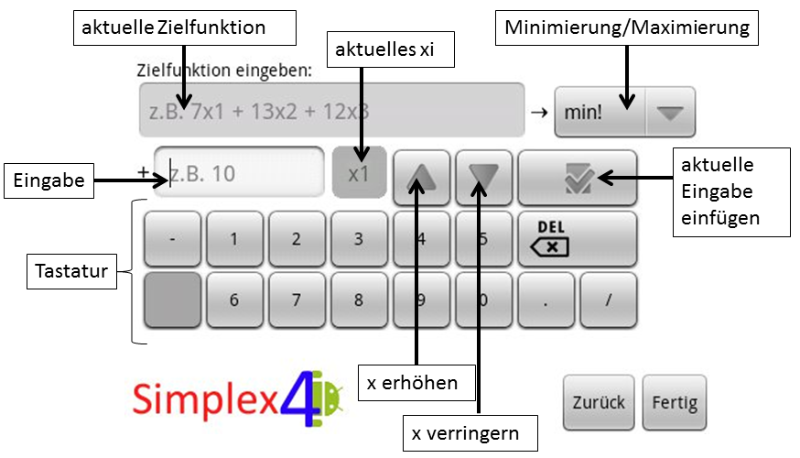 aktuelle Zielfunktion
Minimierung/Maximierung
aktuelles xi
Zielfunktion eingeben:
z.B. 7x1 + 13x2 + 12x3 → min!
Eingabe
+ z.B. 10 x1
aktuelle
Eingabe
einfügen
- 1 2 3 4 5 DEL
Tastatur
6 7 8 9 0 . /
x erhöhen
Simplex4
Zurück Fertig
x verringern